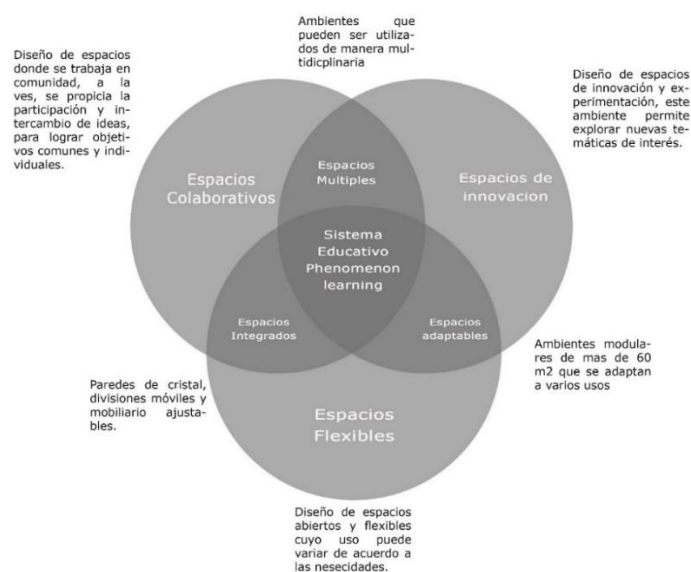 Ambientes que
pueden ser utiliza-
dos de manera mul-
tidicplinaria
Diseño de espacios
donde se trabaja en
comunidad, a la
ves, se propicia la
participación y in-
tercambio de ideas,
para lograr objeti-
vos comunes y indi-
viduales.
Diseño de espacios
de innovación y ex-
perimentación, este
ambiente permite
explorar nuevas te-
máticas de interés.
Espacios
Colaborativos
Espacios
Multiples
Espacios de
innovacion
Sistema
Educativo
Phenomenon
learning
Espacios
Integrados
Espacios
adaptables
Ambientes modula-
res de mas de 60
m2 que se adaptan
a varios usos
Paredes de cristal,
divisiones móviles y
mobiliario ajusta-
bles.
Espacios
Flexibles
Diseño de espacios
abiertos y flexibles
cuyo uso puede
variar de acuerdo a
las nesecidades.